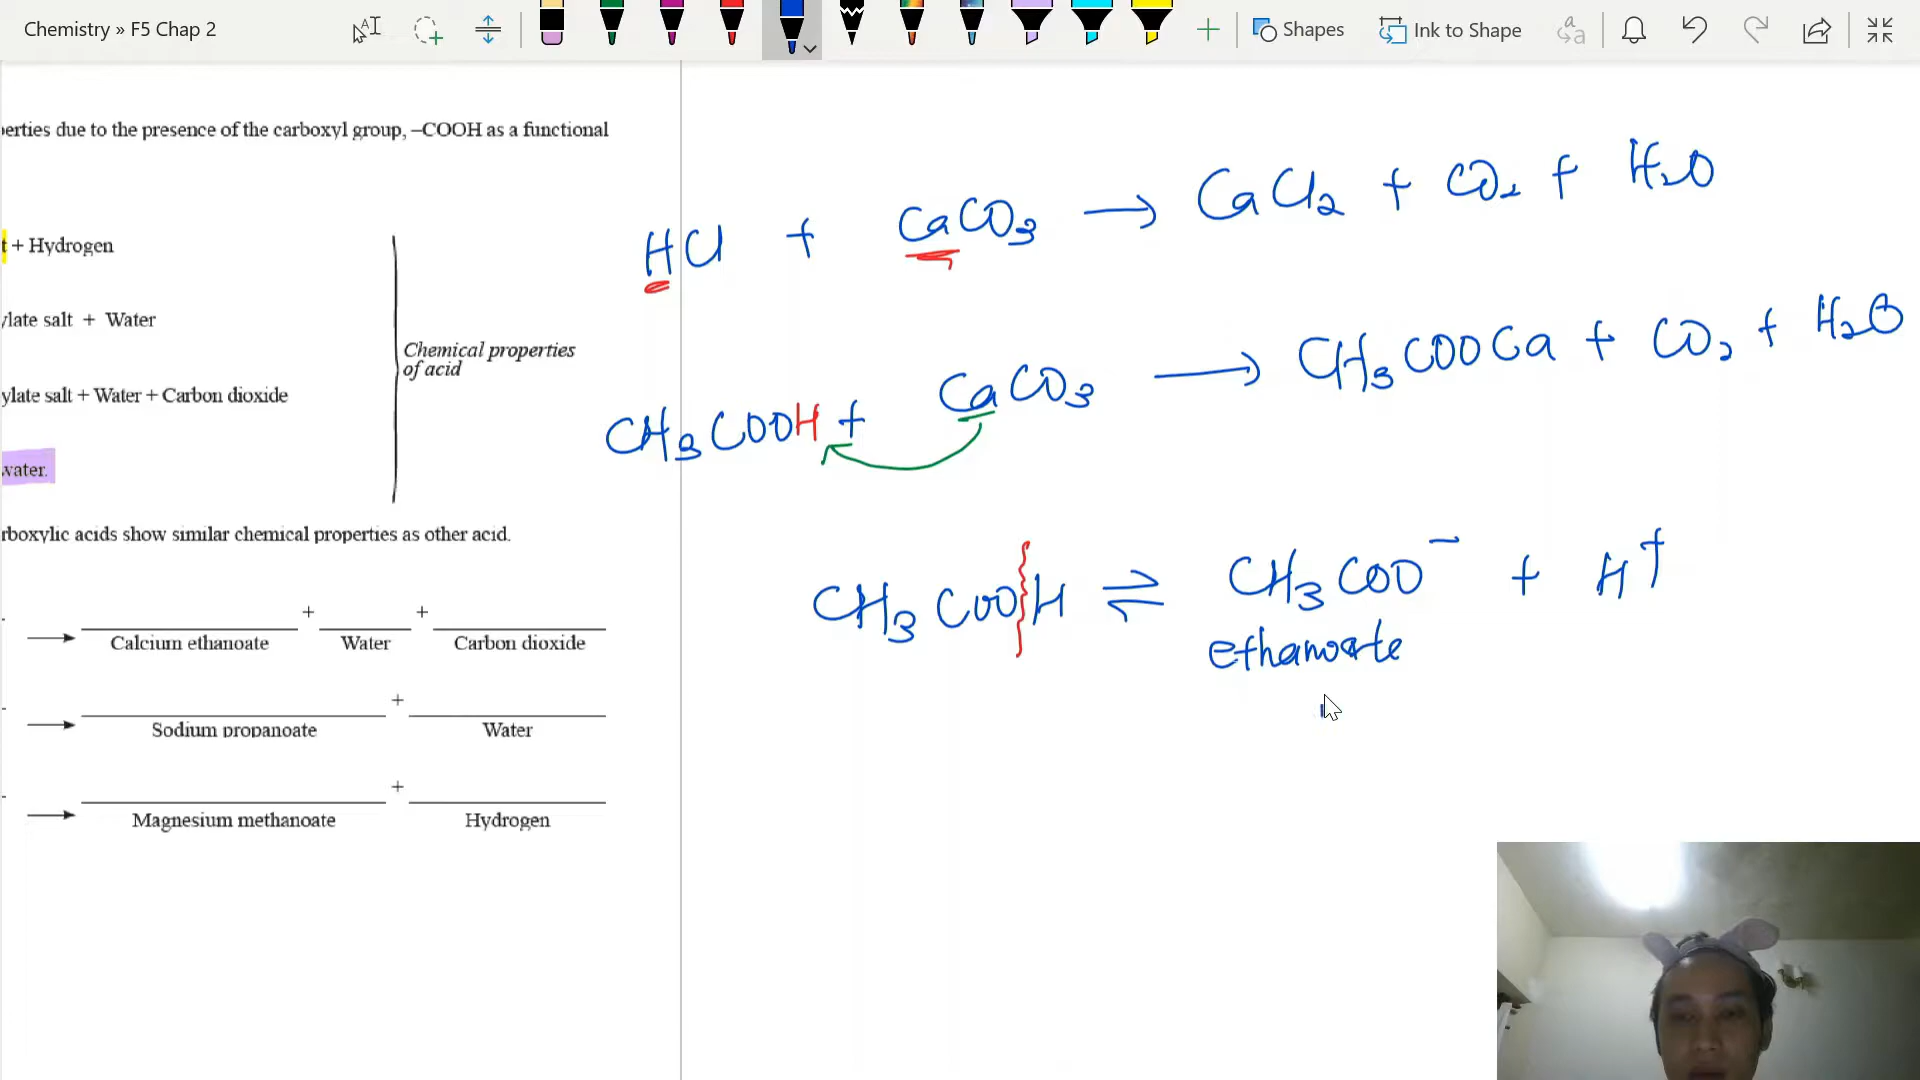 Chemistry » F5 Chap 2
Shapes
Ink to Shape
erties due to the presence of the carboxyl group, –COOH as a functional
t + Hydrogen
ylate salt + Water
ylate salt + Water + Carbon dioxide
water.
Chemical properties
of acid
rboxylic acids show similar chemical properties as other acid.
→ + +
Calcium ethanoate Water Carbon dioxide
→ +
Sodium propanoate Water
→ +
Magnesium methanoate Hydrogen
HCl + CaCO3 → CaCl2 + CO2 + H2O
CH3COOH + CaCO3 → CH3COOCa + CO2 + H2O
CH3COOH ⇌ CH3COO⁻ + H⁺
ethanoate